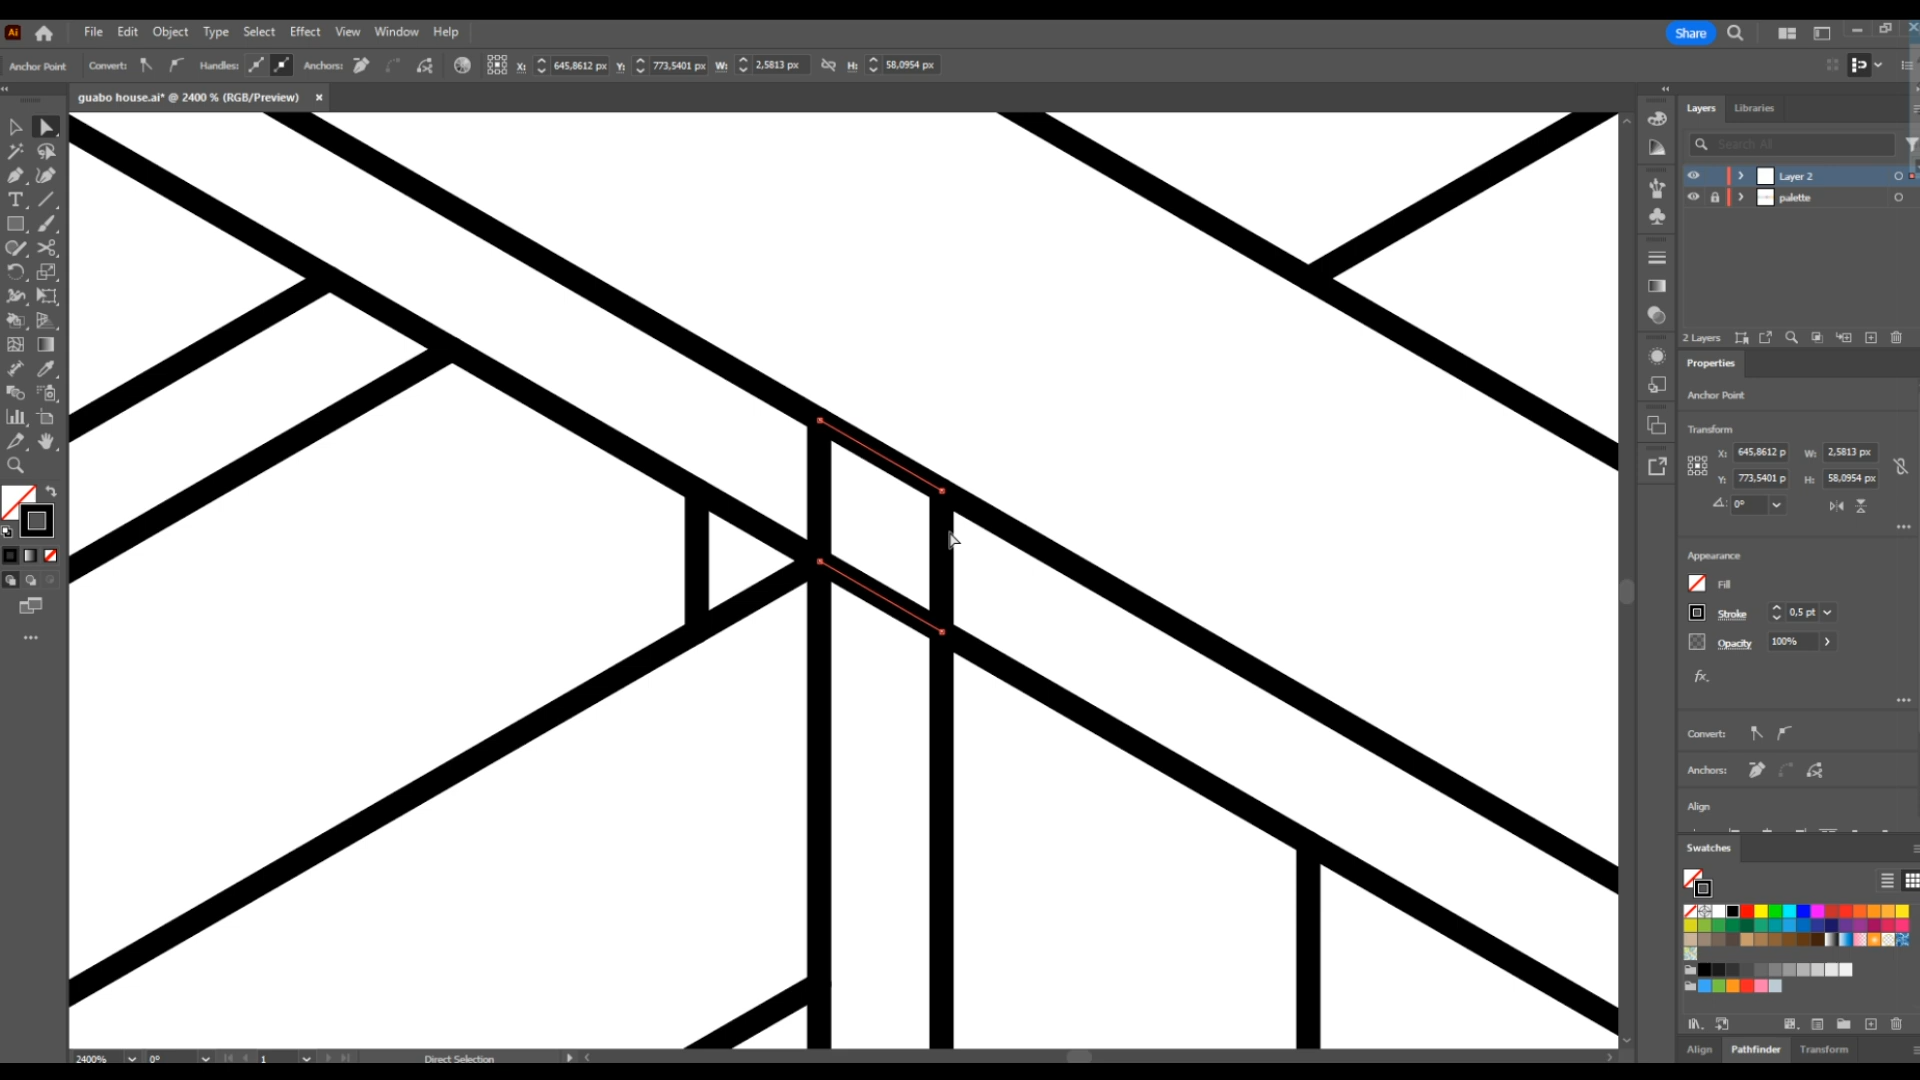 Ai File Edit Object Type Select Effect View Window Help Share
Anchor Point Convert: Handles: Anchors: X: 645,8612 px Y: 773,5401 px W: 2,5813 px H: 58,0954 px
guabo house.ai* @ 2400 % (RGB/Preview) ×
Layers Libraries
Search All
Layer 2
palette
2 Layers
Properties
Anchor Point
Transform
X: 645,8612 p W: 2,5813 px
Y: 773,5401 p H: 58,0954 px
0°
Appearance
Fill
Stroke 0,5 pt
Opacity 100%
fx.
Convert:
Anchors:
Align
Swatches
Align Pathfinder Transform
2400% 0° 1 Direct Selection